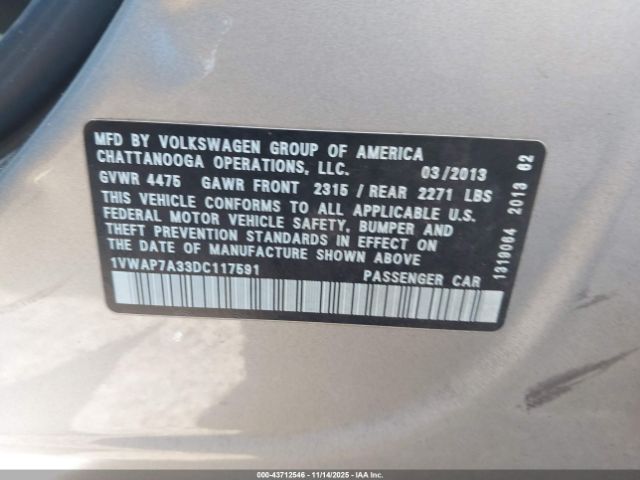 MFD BY VOLKSWAGEN GROUP OF AMERICA
CHATTANOOGA OPERATIONS, LLC. 03/2013
GVWR 4475 GAWR FRONT 2315 / REAR 2271 LBS
THIS VEHICLE CONFORMS TO ALL APPLICABLE U.S.
FEDERAL MOTOR VEHICLE SAFETY, BUMPER AND
THEFT PREVENTION STANDARDS IN EFFECT ON
THE DATE OF MANUFACTURE SHOWN ABOVE
1VWAP7A33DC117591 PASSENGER CAR
1319064 2013 02
000-43712546 - 11/14/2025 - IAAI Inc.